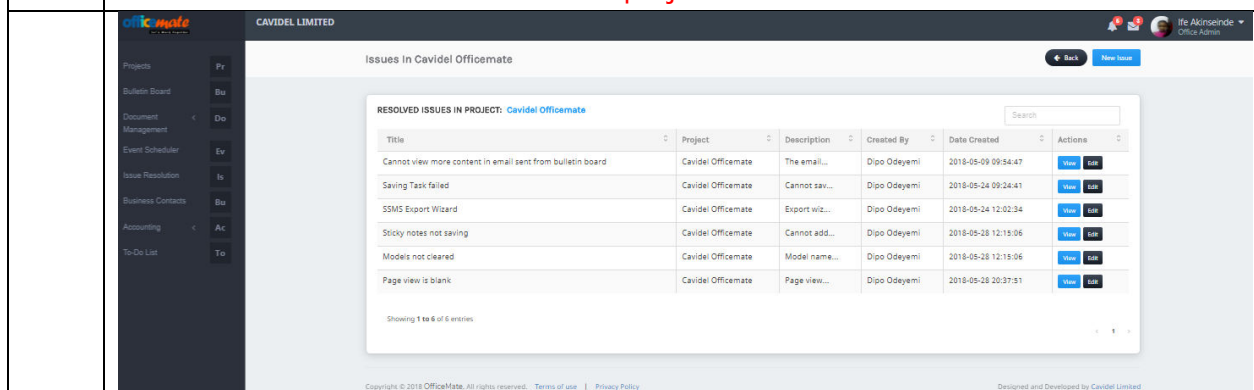 officemate
CAVIDEL LIMITED
Ife Akinseinde
Office Admin
Projects Pr
Issues In Cavidel Officemate
Back New Issue
Bulletin Board Bu
Document Management Do
Event Scheduler Ev
Issue Resolution Is
Business Contacts Bu
Accounting Ac
To-Do List To
RESOLVED ISSUES IN PROJECT: Cavidel Officemate
Search
Title Project Description Created By Date Created Actions
Cannot view more content in email sent from bulletin board Cavidel Officemate The email... Dipo Odeyemi 2018-05-09 09:54:47 View Edit
Saving Task failed Cavidel Officemate Cannot sav... Dipo Odeyemi 2018-05-24 09:24:41 View Edit
SSMS Export Wizard Cavidel Officemate Export wiz... Dipo Odeyemi 2018-05-24 12:02:34 View Edit
Sticky notes not saving Cavidel Officemate Cannot add... Dipo Odeyemi 2018-05-28 12:15:06 View Edit
Models not cleared Cavidel Officemate Model name... Dipo Odeyemi 2018-05-28 12:15:06 View Edit
Page view is blank Cavidel Officemate Page view... Dipo Odeyemi 2018-05-28 20:37:51 View Edit
Showing 1 to 6 of 6 entries
‹ 1 ›
Copyright © 2018 OfficeMate. All rights reserved. Terms of use | Privacy Policy
Designed and Developed by Cavidel Limited